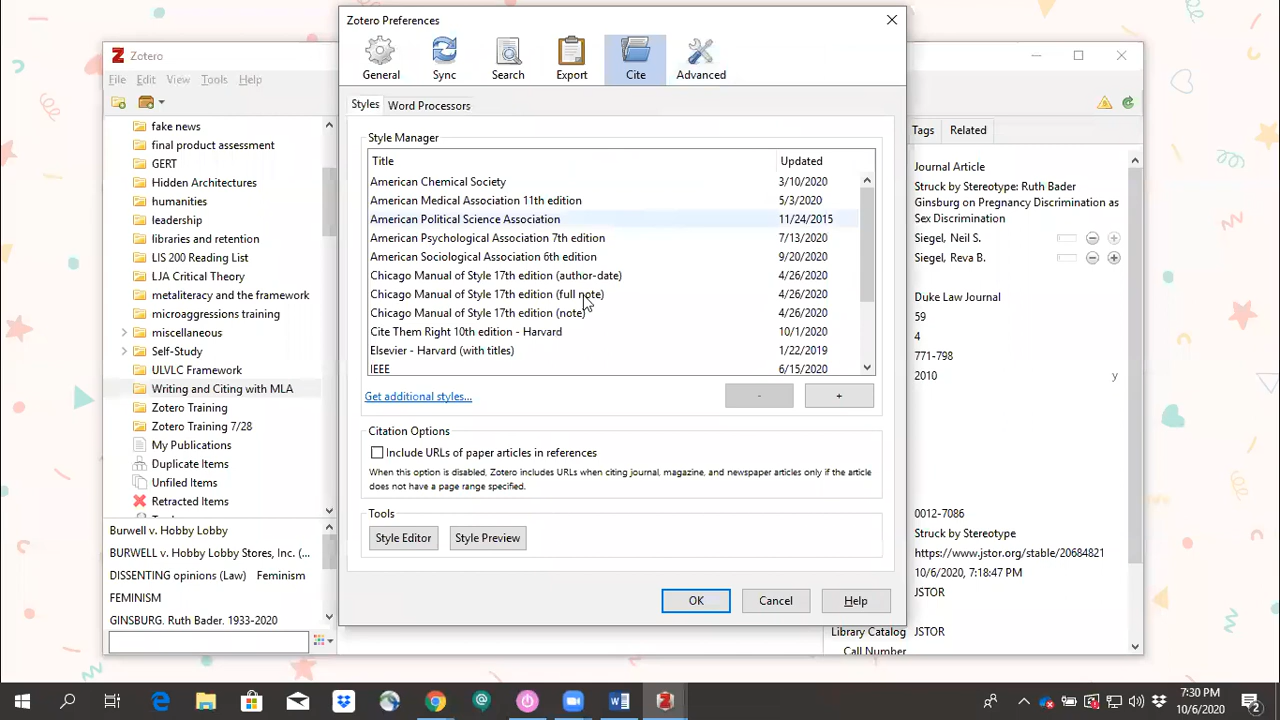 Zotero Preferences
General
Sync
Search
Export
Cite
Advanced
Styles
Word Processors
Style Manager
Title
Updated
American Chemical Society
3/10/2020
American Medical Association 11th edition
5/3/2020
American Political Science Association
11/24/2015
American Psychological Association 7th edition
7/13/2020
American Sociological Association 6th edition
9/20/2020
Chicago Manual of Style 17th edition (author-date)
4/26/2020
Chicago Manual of Style 17th edition (full note)
4/26/2020
Chicago Manual of Style 17th edition (note)
4/26/2020
Cite Them Right 10th edition - Harvard
10/1/2020
Elsevier - Harvard (with titles)
1/22/2019
IEEE
6/15/2020
Get additional styles...
-
+
Citation Options
Include URLs of paper articles in references
When this option is disabled, Zotero includes URLs when citing journal, magazine, and newspaper articles only if the article
does not have a page range specified.
Tools
Style Editor
Style Preview
OK
Cancel
Help
Zotero
File
Edit
View
Tools
Help
fake news
final product assessment
GERT
Hidden Architectures
humanities
leadership
libraries and retention
LIS 200 Reading List
LJA Critical Theory
metaliteracy and the framework
microaggressions training
miscellaneous
Self-Study
ULVLC Framework
Writing and Citing with MLA
Zotero Training
Zotero Training 7/28
My Publications
Duplicate Items
Unfiled Items
Retracted Items
Burwell v. Hobby Lobby
BURWELL v. Hobby Lobby Stores, Inc. (...
DISSENTING opinions (Law)
Feminism
FEMINISM
GINSBURG, Ruth Bader, 1933-2020
Tags
Related
Journal Article
Struck by Stereotype: Ruth Bader
Ginsburg on Pregnancy Discrimination as
Sex Discrimination
Siegel, Neil S.
Siegel, Reva B.
Duke Law Journal
59
4
771-798
2010
y
0012-7086
Struck by Stereotype
https://www.jstor.org/stable/20684821
10/6/2020, 7:18:47 PM
JSTOR
Library Catalog
JSTOR
Call Number
7:30 PM
10/6/2020
2